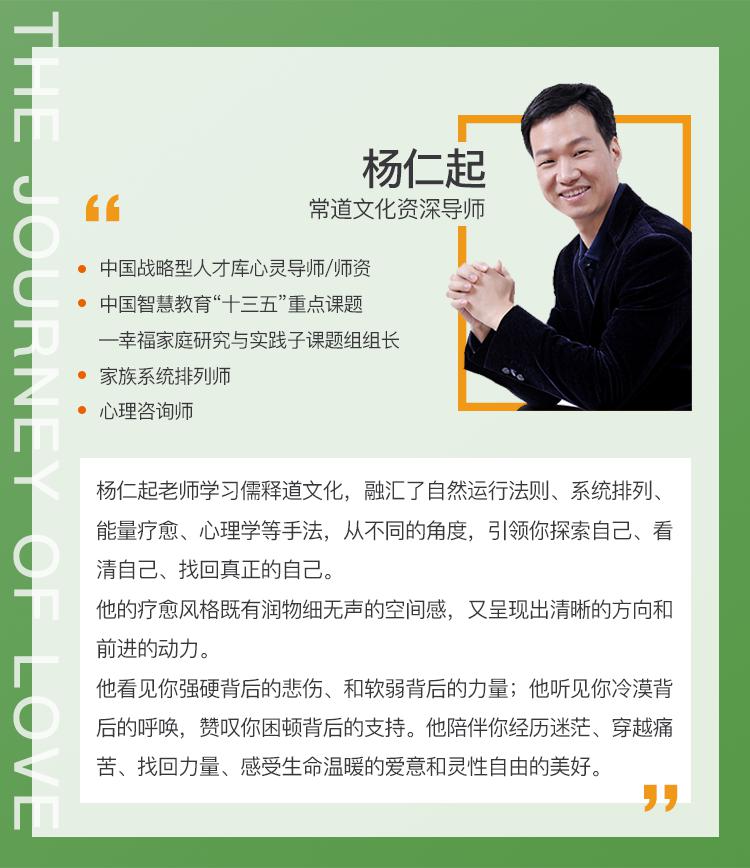 THE JOURNEY OF LOVE
杨仁起
常道文化资深导师
中国战略型人才库心灵导师/师资
中国智慧教育“十三五”重点课题
—幸福家庭研究与实践子课题组组长
家族系统排列师
心理咨询师
杨仁起老师学习儒释道文化，融汇了自然运行法则、系统排列、
能量疗愈、心理学等手法，从不同的角度，引领你探索自己、看
清自己、找回真正的自己。
他的疗愈风格既有润物细无声的空间感，又呈现出清晰的方向和
前进的动力。
他看见你强硬背后的悲伤、和软弱背后的力量；他听见你冷漠背
后的呼唤，赞叹你困顿背后的支持。他陪伴你经历迷茫、穿越痛
苦、找回力量、感受生命温暖的爱意和灵性自由的美好。